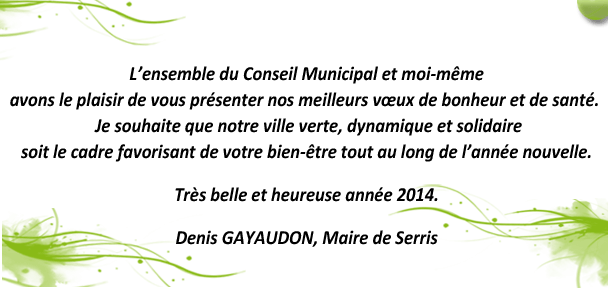 L’ensemble du Conseil Municipal et moi-même
avons le plaisir de vous présenter nos meilleurs vœux de bonheur et de santé.
Je souhaite que notre ville verte, dynamique et solidaire
soit le cadre favorisant de votre bien-être tout au long de l’année nouvelle.
Très belle et heureuse année 2014.
Denis GAYAUDON, Maire de Serris